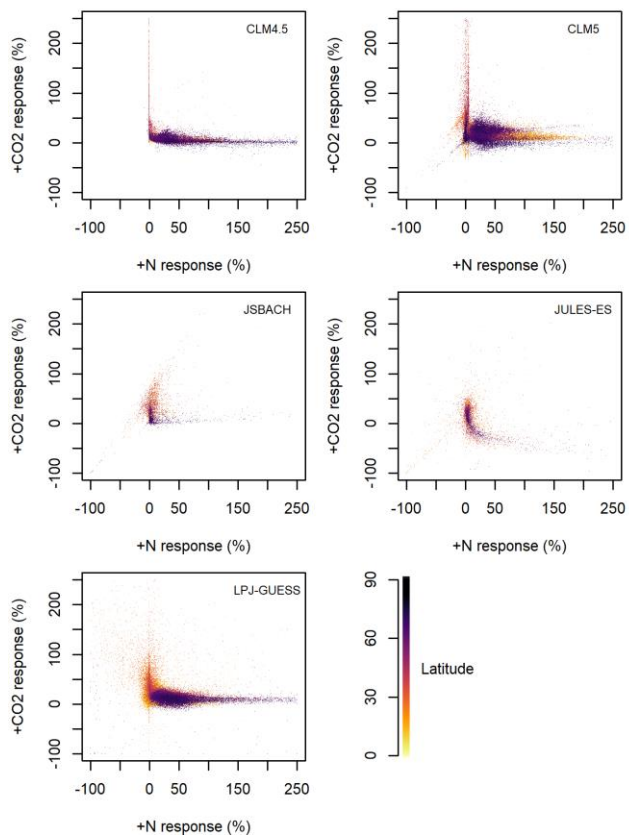 CLM4.5
+CO2 response (%)
-100 0 50 100 200
-100 0 50 150 250
+N response (%)
CLM5
+CO2 response (%)
-100 0 100 200
-100 0 50 150 250
+N response (%)
JSBACH
+CO2 response (%)
-100 0 100 200
-100 0 50 150 250
+N response (%)
JULES-ES
+CO2 response (%)
-100 0 100 200
-100 0 50 150 250
+N response (%)
LPJ-GUESS
+CO2 response (%)
-100 0 100 200
-100 0 50 150 250
+N response (%)
0 30 60 90
Latitude